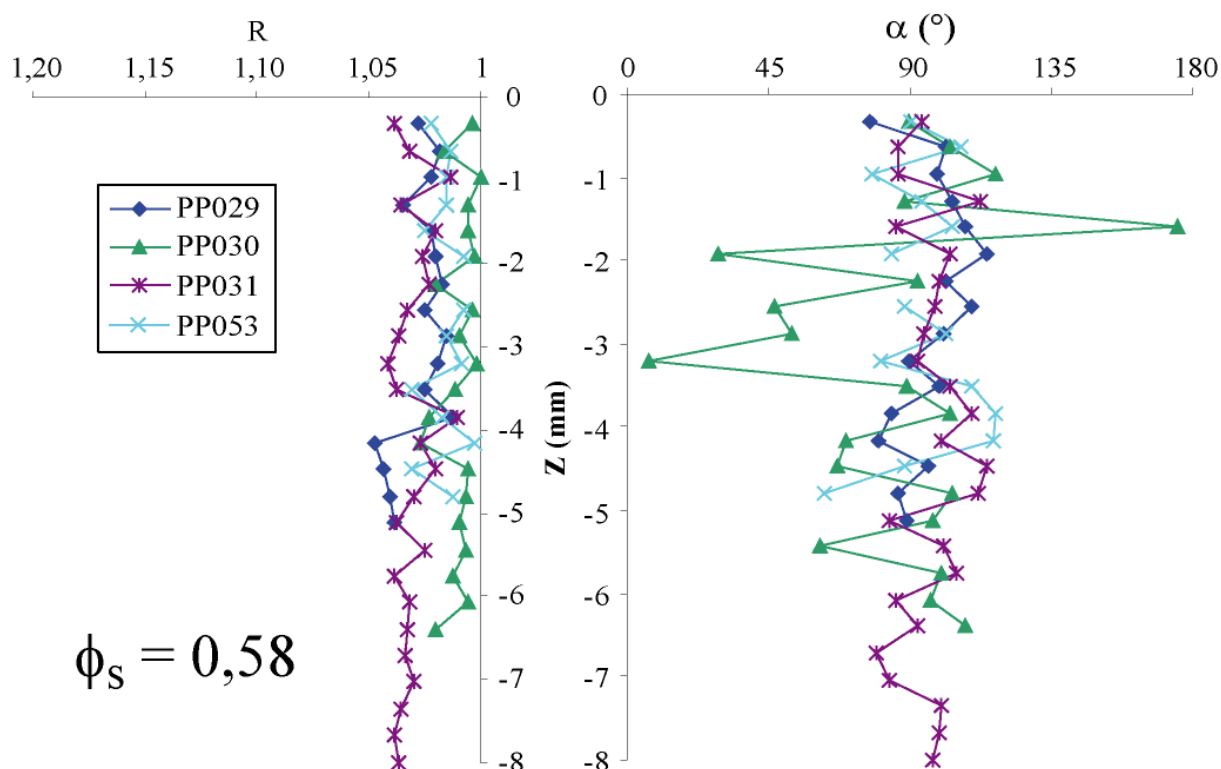 R
α (°)
1,20 1,15 1,10 1,05 1
0 45 90 135 180
0 0
-1 -1
PP029
PP030
PP031
PP053
-2 -2
-3 -3
Z (mm)
-4 -4
-5 -5
-6 -6
ϕs = 0,58
-7 -7
-8 -8